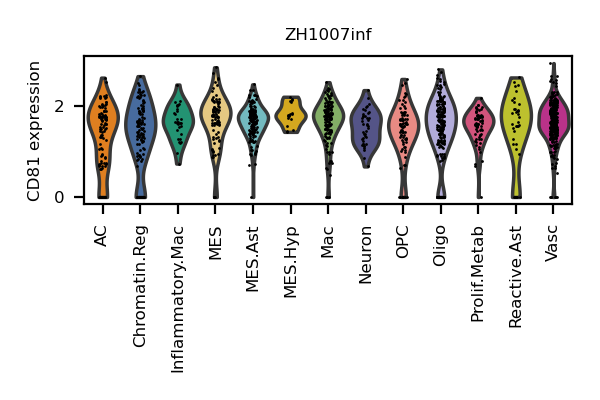 ZH1007inf
CD81 expression
2
0
AC
Chromatin.Reg
Inflammatory.Mac
MES
MES.Ast
MES.Hyp
Mac
Neuron
OPC
Oligo
Prolif.Metab
Reactive.Ast
Vasc